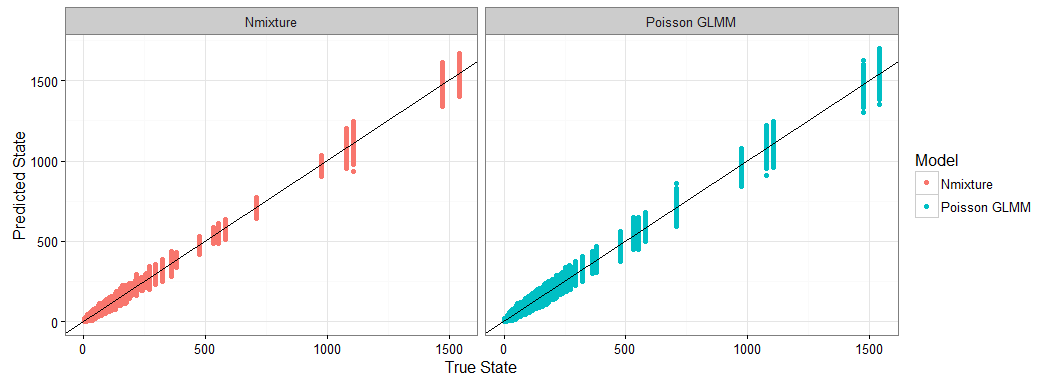 Nmixture
Poisson GLMM
1500
1000
500
0
Predicted State
0 500 1000 1500
0 500 1000 1500
True State
Model
Nmixture
Poisson GLMM